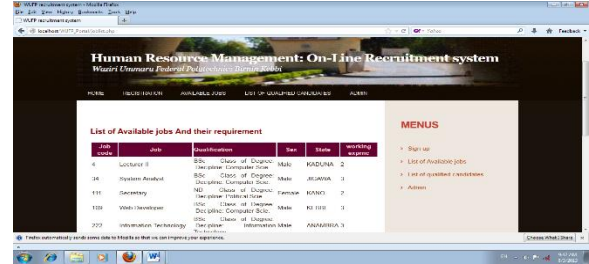 WUFP recruitment system - Mozilla Firefox
File Edit View History Bookmarks Tools Help
WUFP recruitment system
Feedback
Human Resource Management: On-Line Recruitment system
Waziri Ummaru Federal Polytechnic Birnin Kebbi
HOME REGISTRATION AVAILABLE JOBS LIST OF QUALIFIED CANDIDATES ADMIN
List of Available jobs And their requirement
Job code Job Qualification Sex State working
4 Lecturer II BSc Class of Degree: Decipline: Computer Scie. Male KADUNA 2
34 System Analyst BSc Class of Degree: Decipline: Computer Scie. Male JIGAWA 3
Secretary ND Class of Degree: Decipline: Political Scie Female KANO 2
Web Developer BSc Class of Degree: Decipline: Computer Scie. Male KEBBI 3
222 Information Technology BSc Class of Degree: Decipline: Information Technology Male ANAMBRA 3
MENUS
Sign up
List of Available jobs
List of qualified candidates
Admin
Firefox automatically sends some data to Mozilla so that we can improve your experience.
Choose What I Share